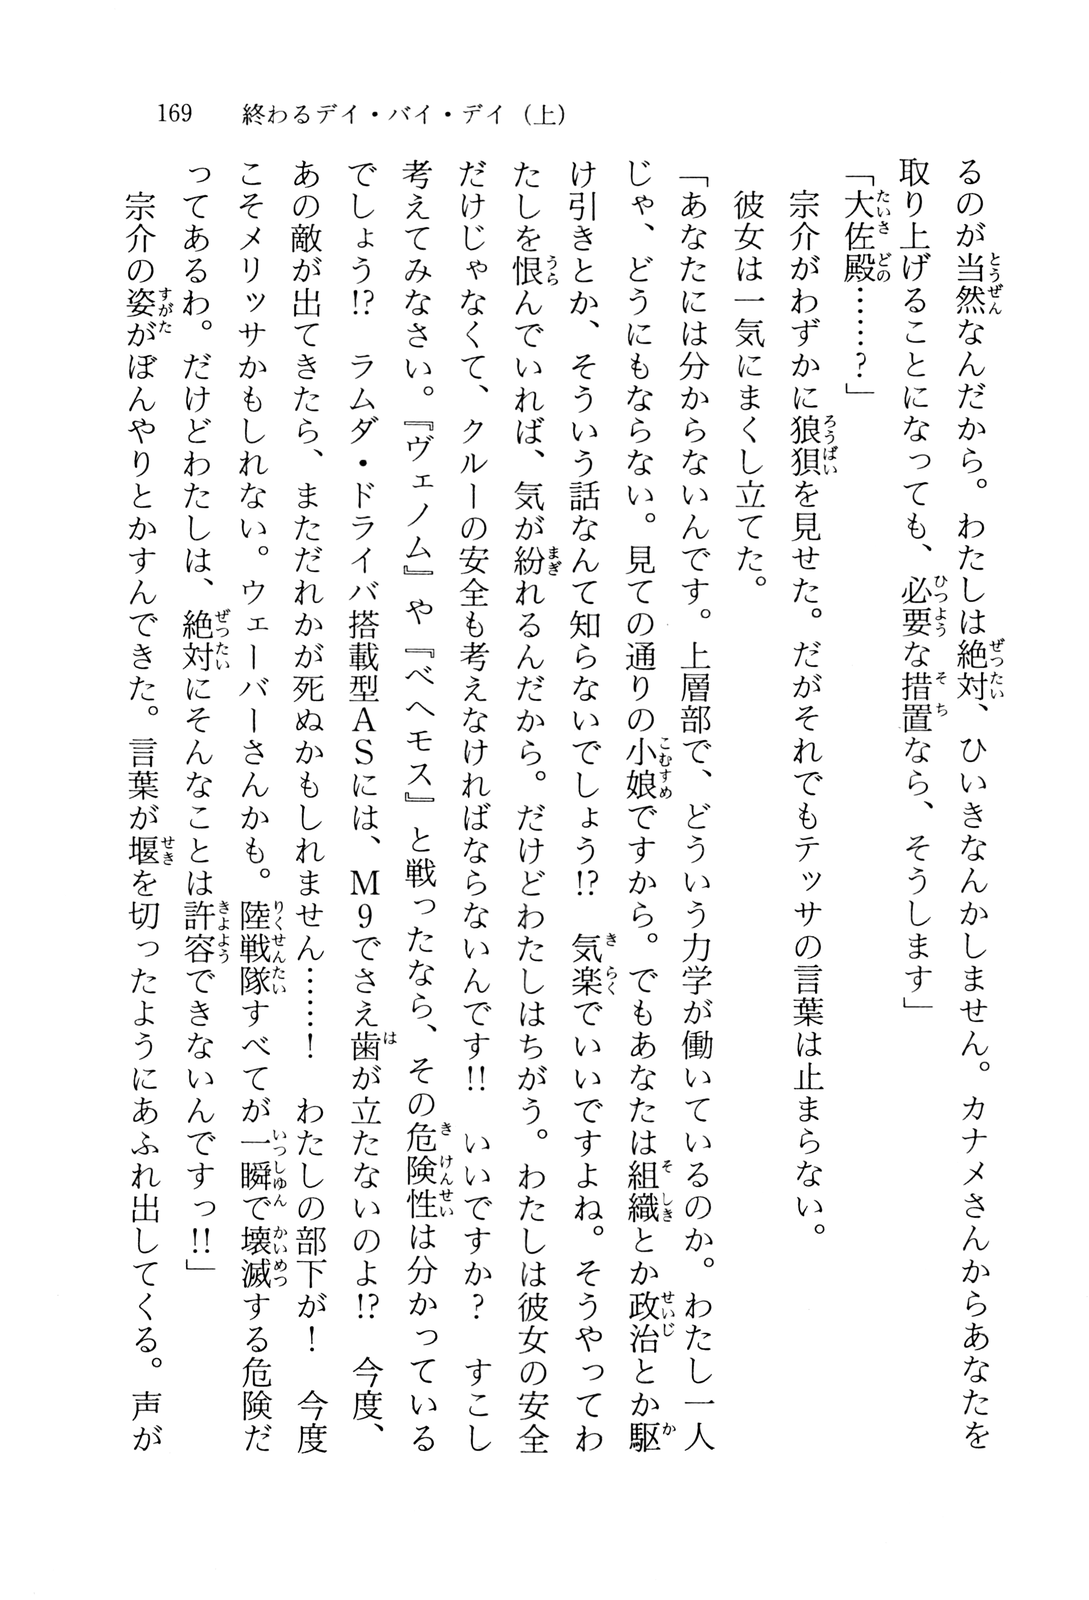 169　終わるデイ・バイ・デイ（上）
るのが当然なんだから。わたしは絶対、ひいきなんかしません。カナメさんからあなたを
取り上げることになっても、必要な措置なら、そうします」
「大佐殿……？」
　宗介がわずかに狼狽を見せた。だがそれでもテッサの言葉は止まらない。
　彼女は一気にまくし立てた。
「あなたには分からないんです。上層部で、どういう力学が働いているのか。わたし一人
じゃ、どうにもならない。見ての通りの小娘ですから。でもあなたは組織とか政治とか駆
け引きとか、そういう話なんて知らないでしょう!?　気楽でいいですよね。そうやってわ
たしを恨んでいれば、気が紛れるんだから。だけどわたしはちがう。わたしは彼女の安全
だけじゃなくて、クルーの安全も考えなければならないんです!!　いいですか？　すこし
考えてみなさい。『ヴェノム』や『ベヘモス』と戦ったなら、その危険性は分かっている
でしょう!?　ラムダ・ドライバ搭載型ＡＳには、Ｍ９でさえ歯が立たないのよ!?　今度、
あの敵が出てきたら、まただれかが死ぬかもしれません……！　わたしの部下が！　今度
こそメリッサかもしれない。ウェーバーさんかも。陸戦隊すべてが一瞬で壊滅する危険だ
ってあるわ。だけどわたしは、絶対にそんなことは許容できないんですっ!!」
　宗介の姿がぼんやりとかすんできた。言葉が堰を切ったようにあふれ出してくる。声が